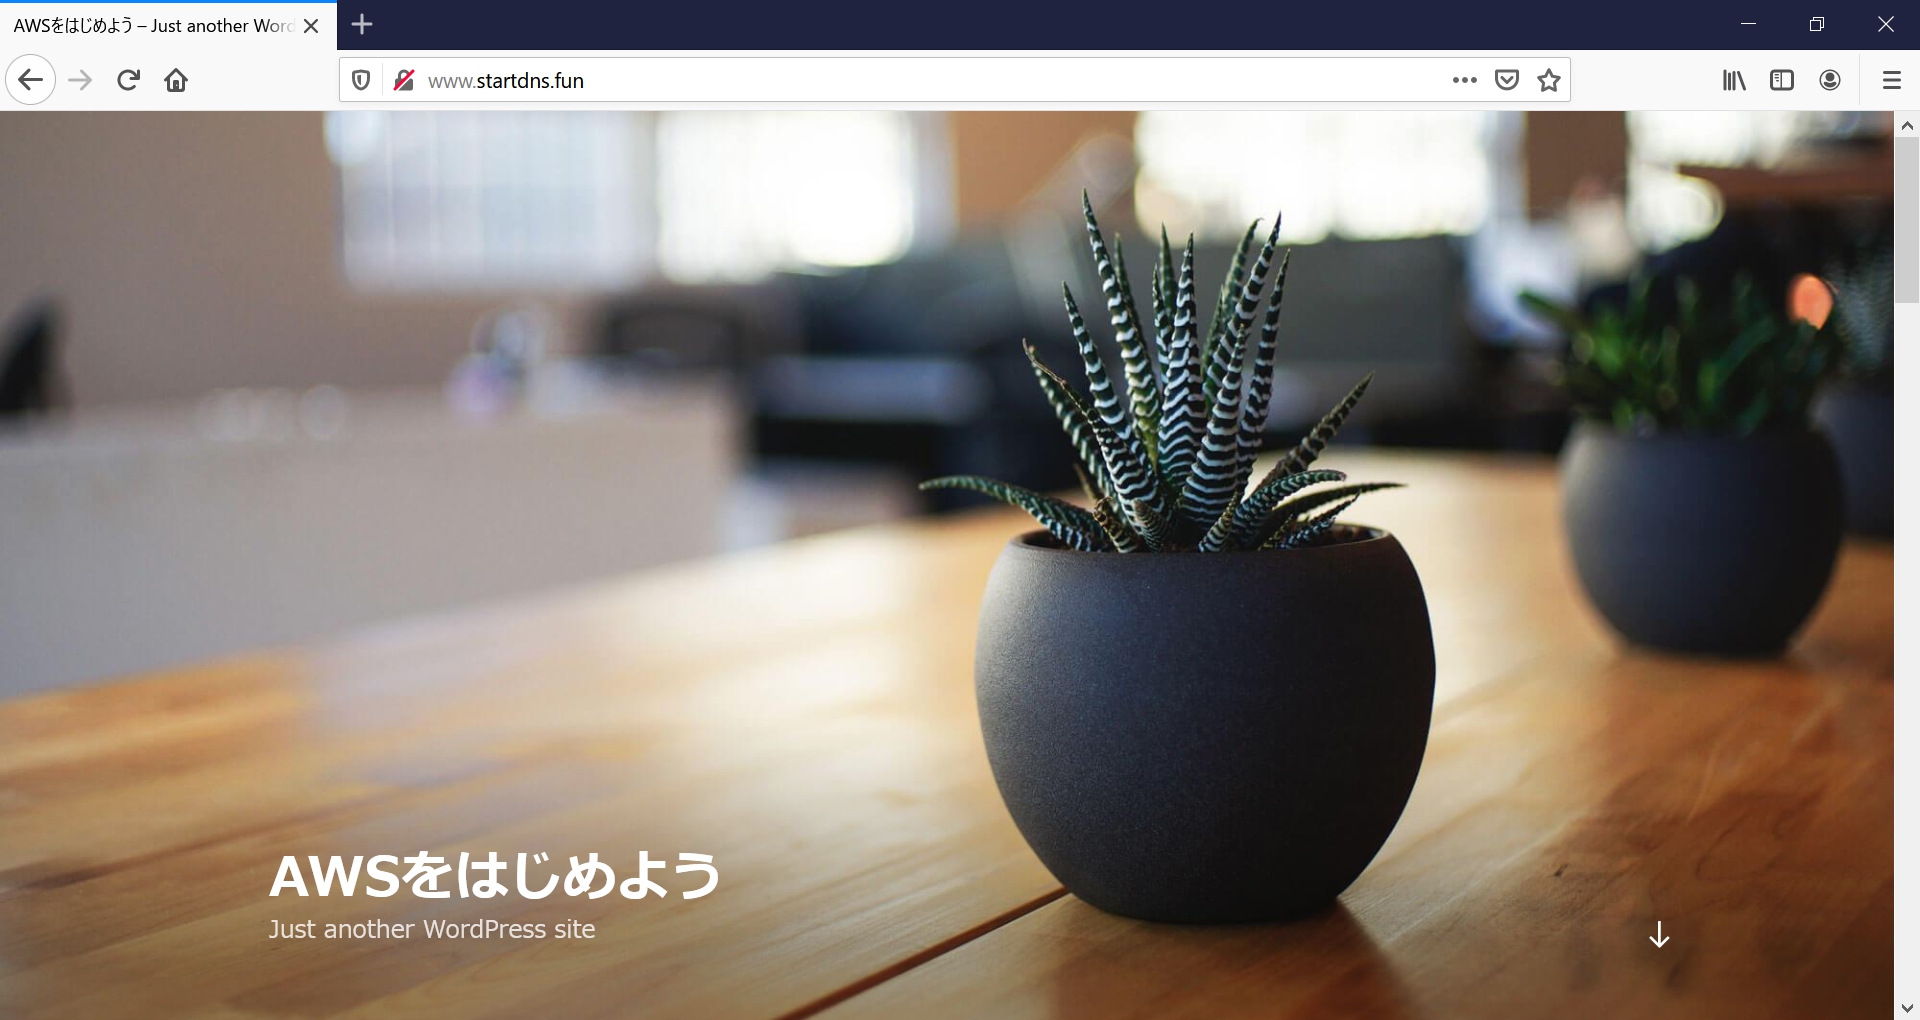 AWSをはじめよう – Just another Word
www.startdns.fun
AWSをはじめよう
Just another WordPress site